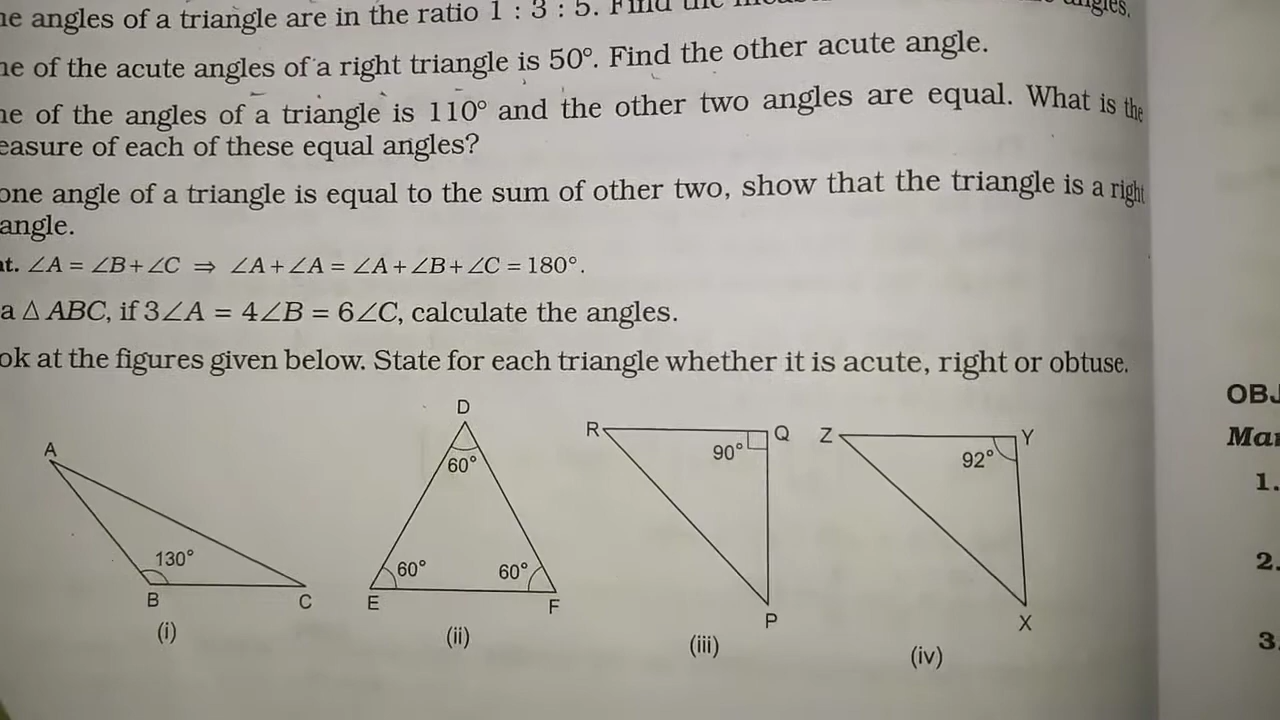 angles of a triangle are in the ratio 1 : 3 : 5. Find the angles.
of the acute angles of a right triangle is 50°. Find the other acute angle.
of the angles of a triangle is 110° and the other two angles are equal. What is the
easure of each of these equal angles?
one angle of a triangle is equal to the sum of other two, show that the triangle is a right
angle.
nt. ∠A = ∠B+∠C ⇒ ∠A+∠A = ∠A+∠B+∠C = 180°.
a △ ABC, if 3∠A = 4∠B = 6∠C, calculate the angles.
ok at the figures given below. State for each triangle whether it is acute, right or obtuse.
A
130°
B
C
(i)
D
60°
60°
60°
E
F
(ii)
R
Q
90°
P
(iii)
Z
Y
92°
X
(iv)
OBJ
Mar
1.
2.
3.